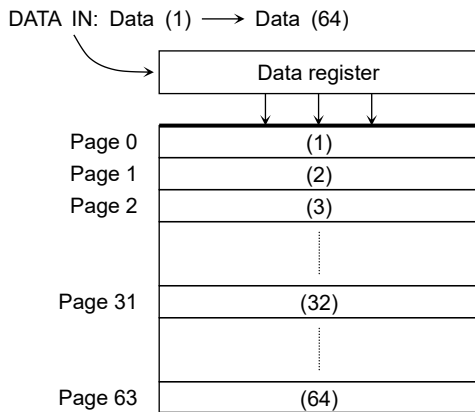 DATA IN: Data (1) → Data (64)
Data register
Page 0 (1)
Page 1 (2)
Page 2 (3)
Page 31 (32)
Page 63 (64)